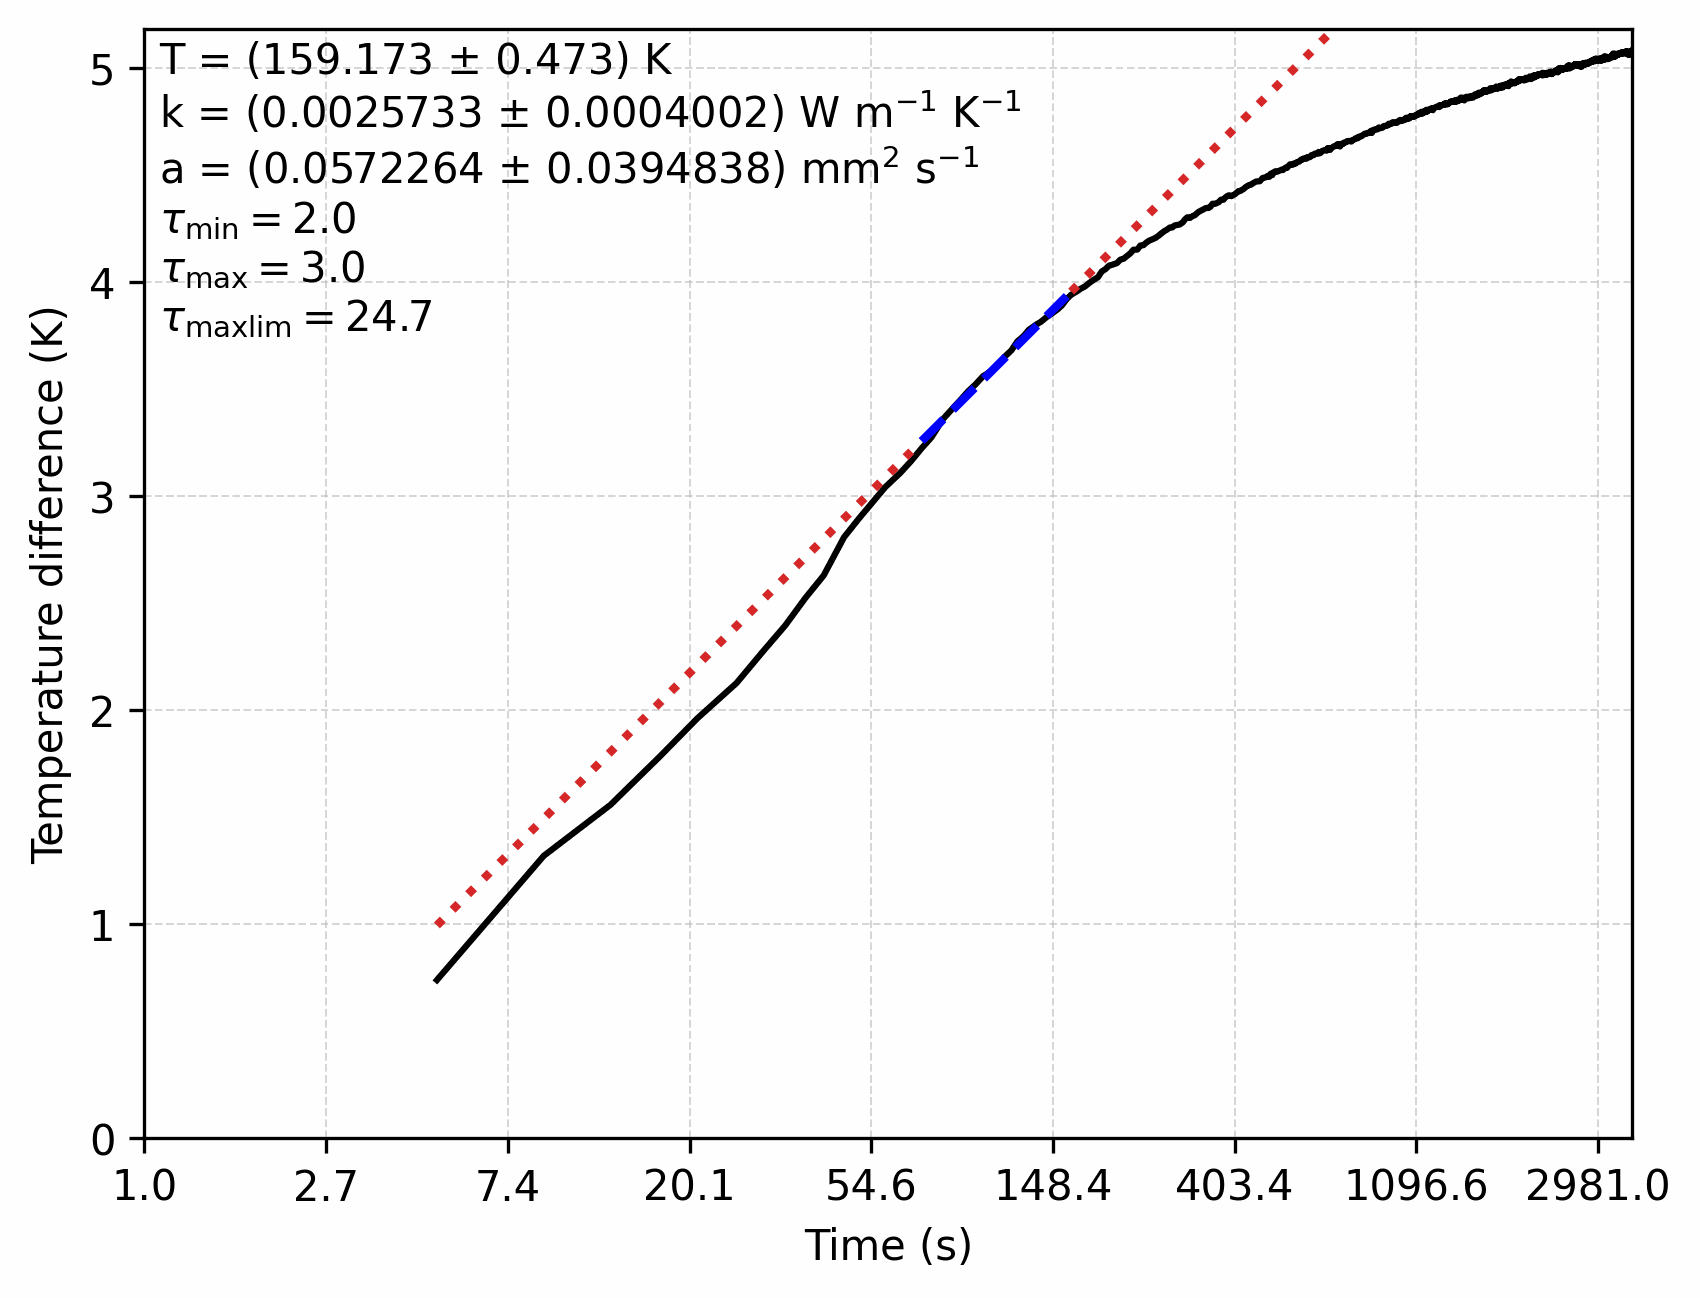 T = (159.173 ± 0.473) K
k = (0.0025733 ± 0.0004002) W m⁻¹ K⁻¹
a = (0.0572264 ± 0.0394838) mm² s⁻¹
τmin = 2.0
τmax = 3.0
τmaxlim = 24.7
Temperature difference (K)
5
4
3
2
1
0
1.0 2.7 7.4 20.1 54.6 148.4 403.4 1096.6 2981.0
Time (s)